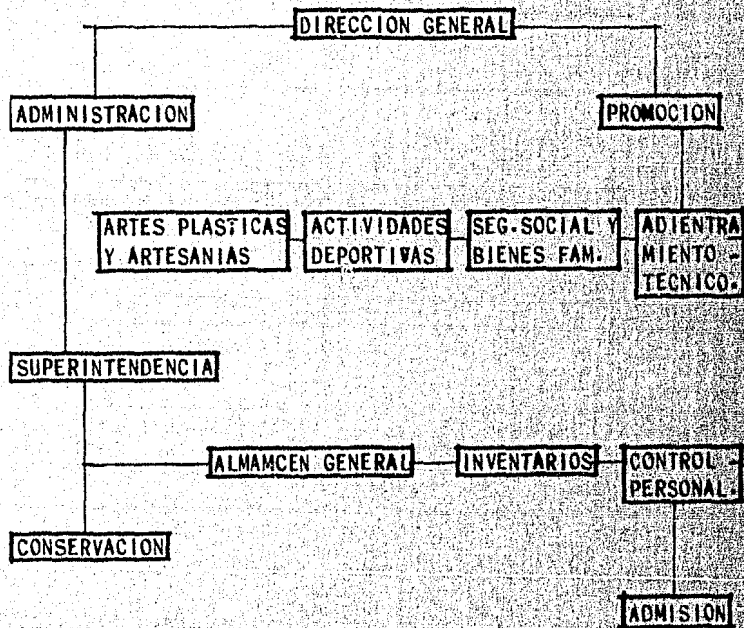 DIRECCION GENERAL
ADMINISTRACION
PROMOCION
ARTES PLASTICAS
Y ARTESANIAS
ACTIVIDADES
DEPORTIVAS
SEG.SOCIAL Y
BIENES FAM.
ADIENTRA
MIENTO -
TECNICO.
SUPERINTENDENCIA
ALMAMCEN GENERAL
INVENTARIOS
CONTROL -
PERSONAL.
CONSERVACION
ADMISION